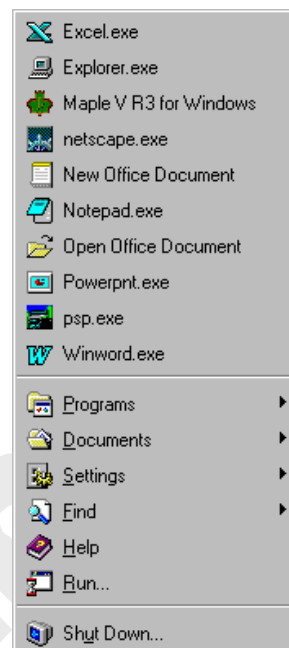 Excel.exe
Explorer.exe
Maple V R3 for Windows
netscape.exe
New Office Document
Notepad.exe
Open Office Document
Powerpnt.exe
psp.exe
Winword.exe
Programs
Documents
Settings
Find
Help
Run...
Shut Down...